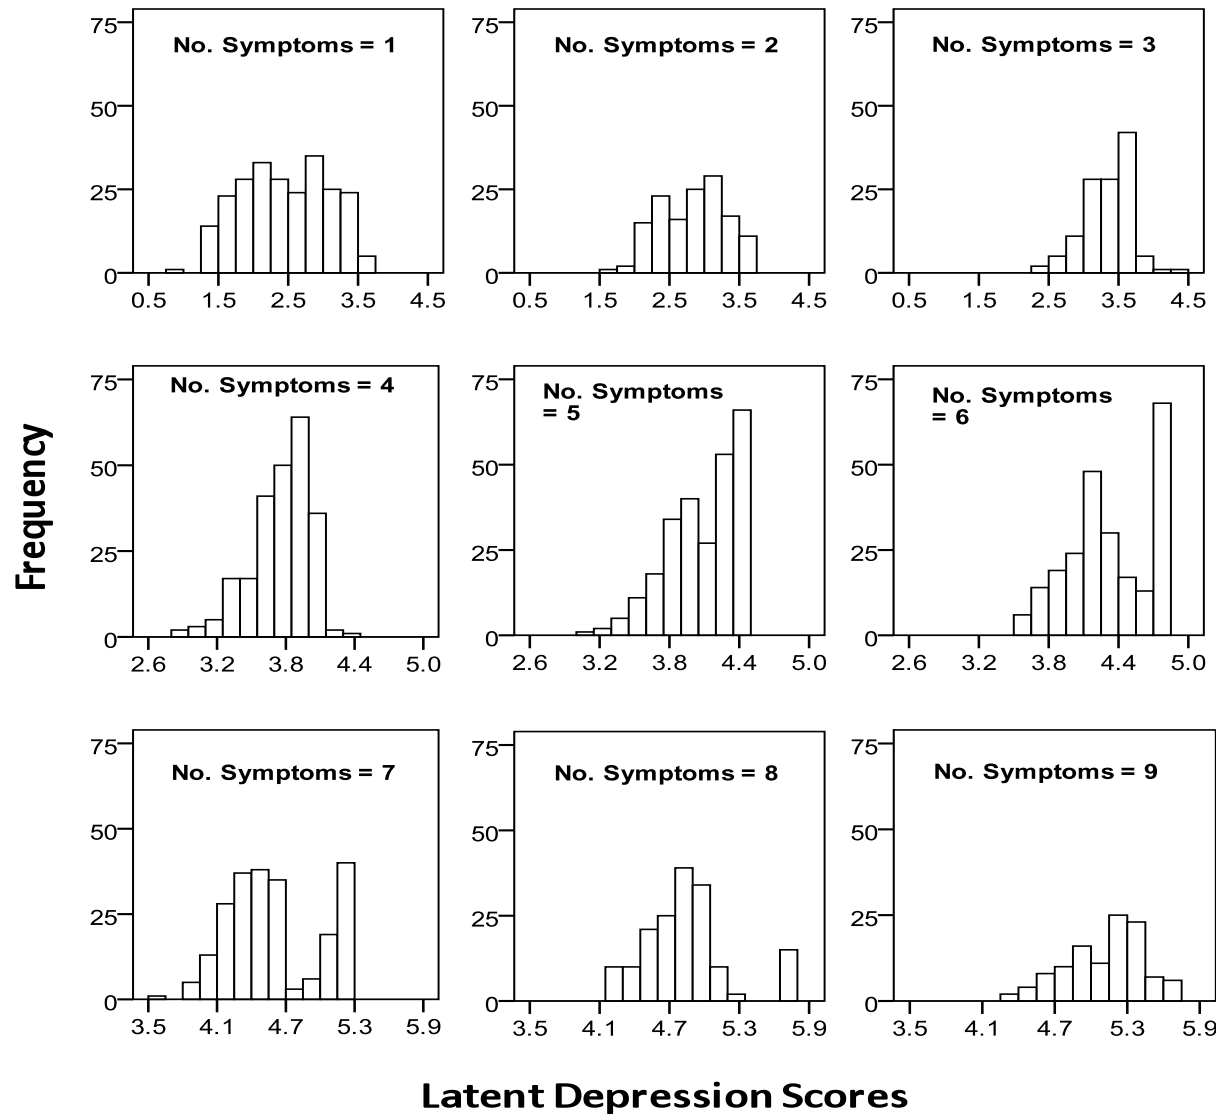 75
No. Symptoms = 1
50
25
0
0.5 1.5 2.5 3.5 4.5
75
No. Symptoms = 2
50
25
0
0.5 1.5 2.5 3.5 4.5
75
No. Symptoms = 3
50
25
0
0.5 1.5 2.5 3.5 4.5
Frequency
75
No. Symptoms = 4
50
25
0
2.6 3.2 3.8 4.4 5.0
75
No. Symptoms
= 5
50
25
0
2.6 3.2 3.8 4.4 5.0
75
No. Symptoms
= 6
50
25
0
2.6 3.2 3.8 4.4 5.0
75
No. Symptoms = 7
50
25
0
3.5 4.1 4.7 5.3 5.9
75
No. Symptoms = 8
50
25
0
3.5 4.1 4.7 5.3 5.9
75
No. Symptoms = 9
50
25
0
3.5 4.1 4.7 5.3 5.9
Latent Depression Scores